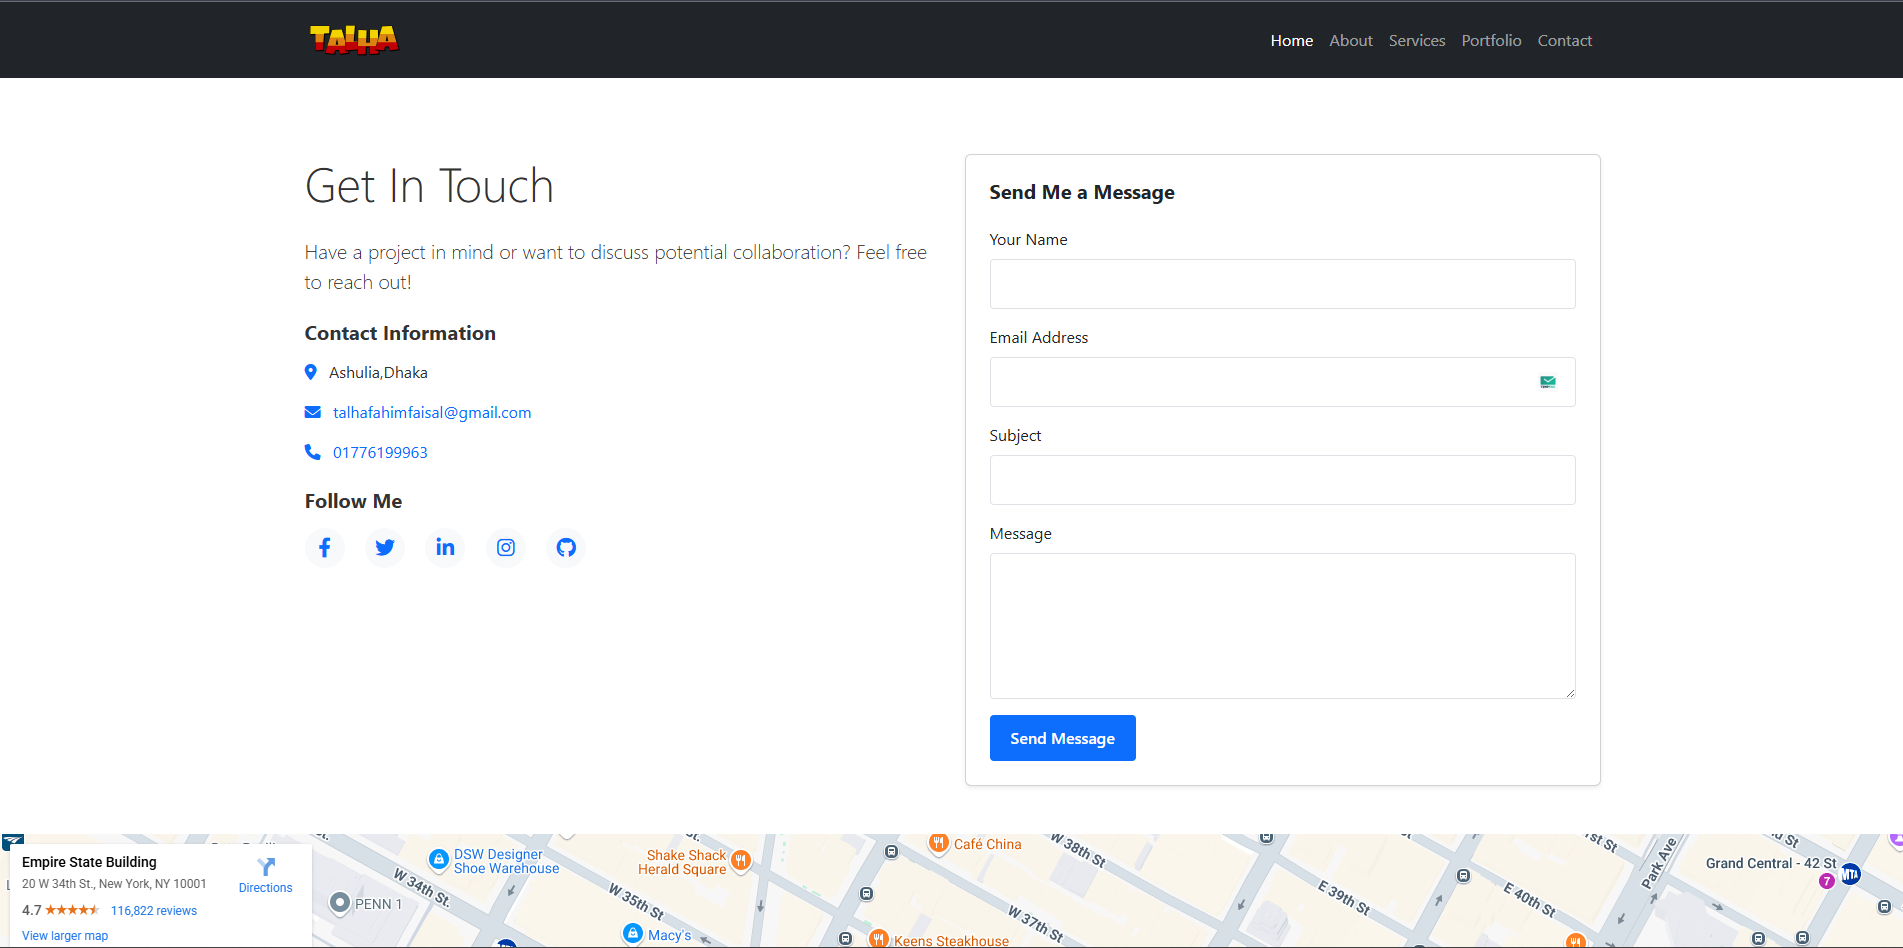 TALHA
Home About Services Portfolio Contact
Get In Touch
Have a project in mind or want to discuss potential collaboration? Feel free
to reach out!
Contact Information
Ashulia,Dhaka
talhafahimfaisal@gmail.com
01776199963
Follow Me
Send Me a Message
Your Name
Email Address
Subject
Message
Send Message
Empire State Building
20 W 34th St., New York, NY 10001
Directions
4.7
116,822 reviews
View larger map
PENN 1
W 34th St.
DSW Designer
Shoe Warehouse
W 35th St.
Macy's
Shake Shack
Herald Square
Café China
Keens Steakhouse
W 37th St
W 38th St
E 39th St
E 40th St
Park Ave
Grand Central - 42 St
7
MTA